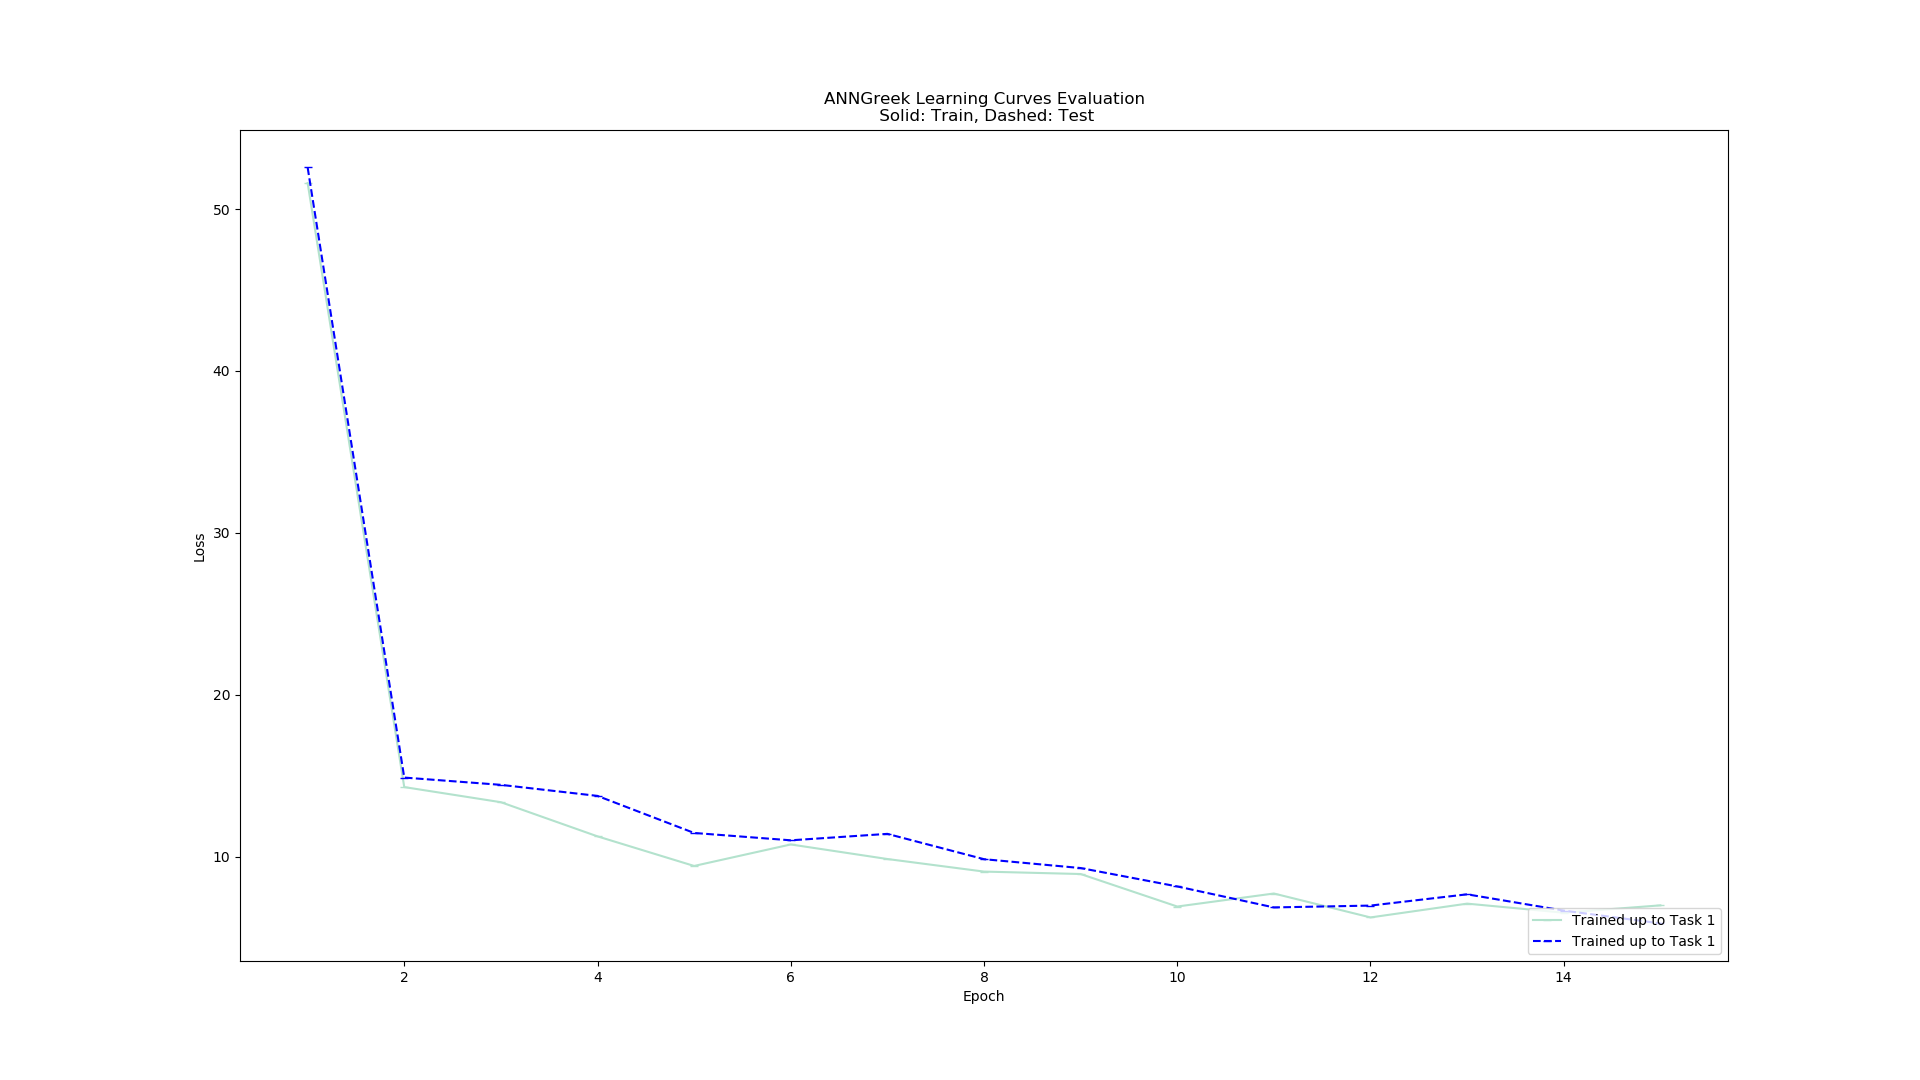 ANNGreek Learning Curves Evaluation
Solid: Train, Dashed: Test
50
40
30
20
10
Loss
2 4 6 8 10 12 14
Epoch
Trained up to Task 1
Trained up to Task 1